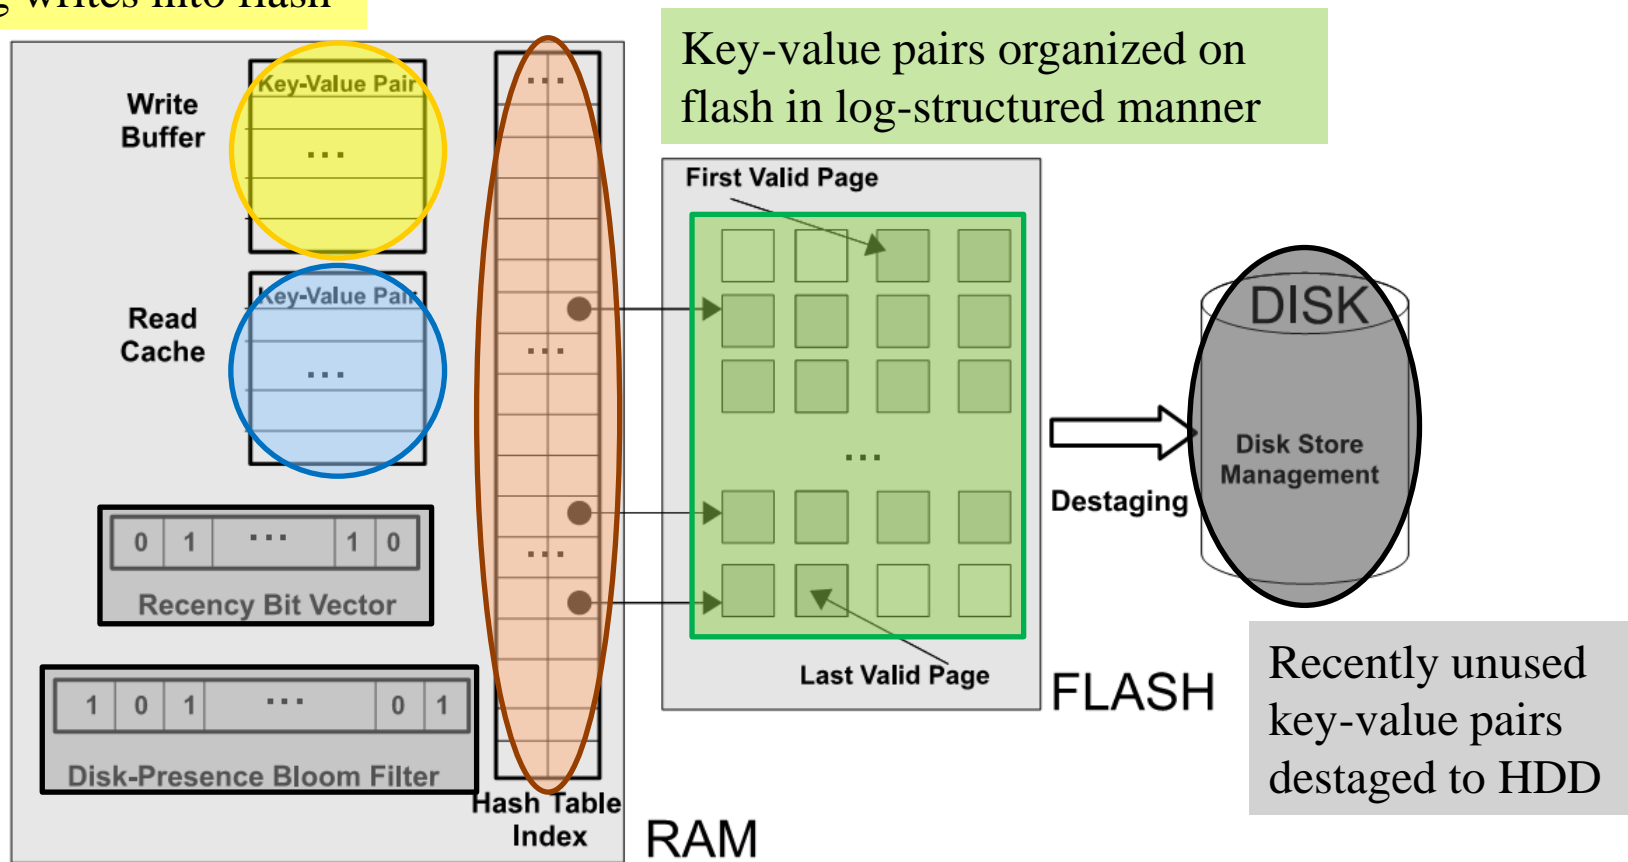 writes into flash
Key-value pairs organized on
flash in log-structured manner
Write
Buffer
Key-Value Pair
...
Read
Cache
Key-Value Pair
...
0 1 ... 1 0
Recency Bit Vector
1 0 1 ... 0 1
Disk-Presence Bloom Filter
...
...
...
Hash Table
Index
RAM
First Valid Page
...
Last Valid Page
FLASH
Destaging
DISK
Disk Store
Management
Recently unused
key-value pairs
destaged to HDD